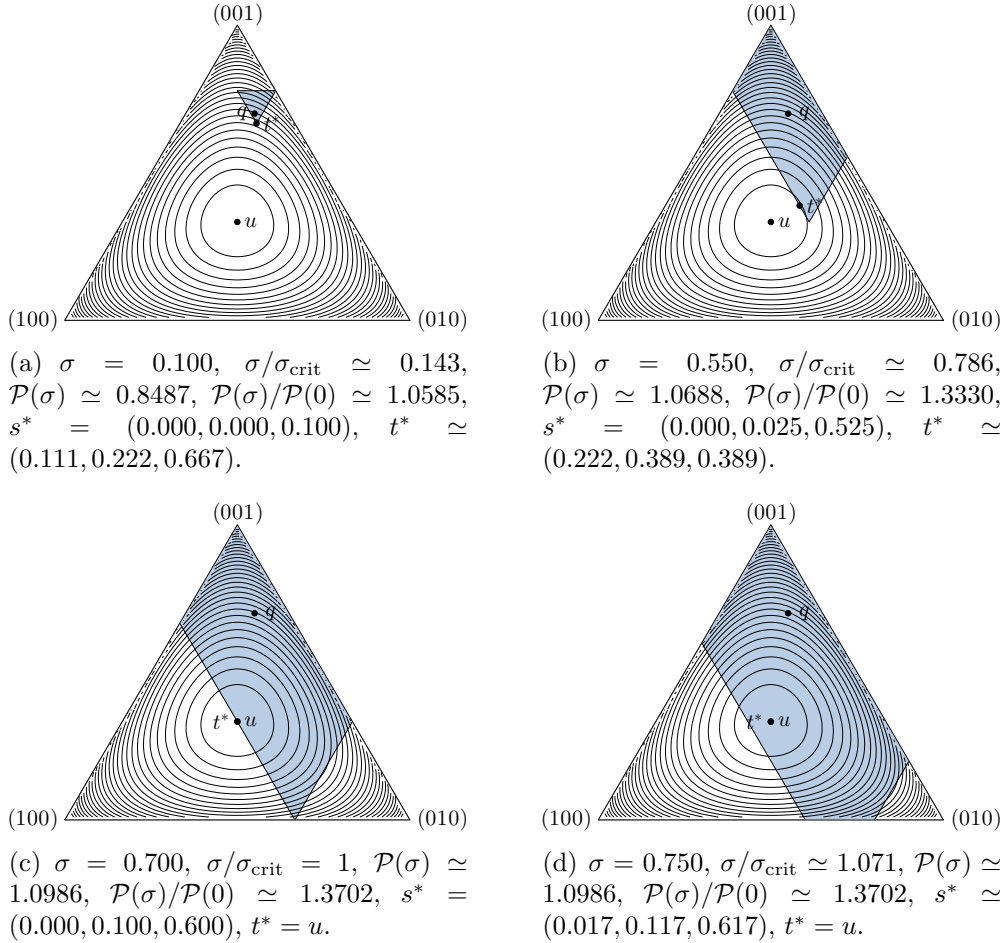 (001)
q
t*
u
(100)
(010)
(a) σ = 0.100, σ/σcrit ≃ 0.143,
𝒫(σ) ≃ 0.8487, 𝒫(σ)/𝒫(0) ≃ 1.0585,
s* = (0.000, 0.000, 0.100), t* ≃
(0.111, 0.222, 0.667).
(001)
q
t*
u
(100)
(010)
(b) σ = 0.550, σ/σcrit ≃ 0.786,
𝒫(σ) ≃ 1.0688, 𝒫(σ)/𝒫(0) ≃ 1.3330,
s* = (0.000, 0.025, 0.525), t* ≃
(0.222, 0.389, 0.389).
(001)
q
t* u
(100)
(010)
(c) σ = 0.700, σ/σcrit = 1, 𝒫(σ) ≃
1.0986, 𝒫(σ)/𝒫(0) ≃ 1.3702, s* =
(0.000, 0.100, 0.600), t* = u.
(001)
q
t* u
(100)
(010)
(d) σ = 0.750, σ/σcrit ≃ 1.071, 𝒫(σ) ≃
1.0986, 𝒫(σ)/𝒫(0) ≃ 1.3702, s* ≃
(0.017, 0.117, 0.617), t* = u.